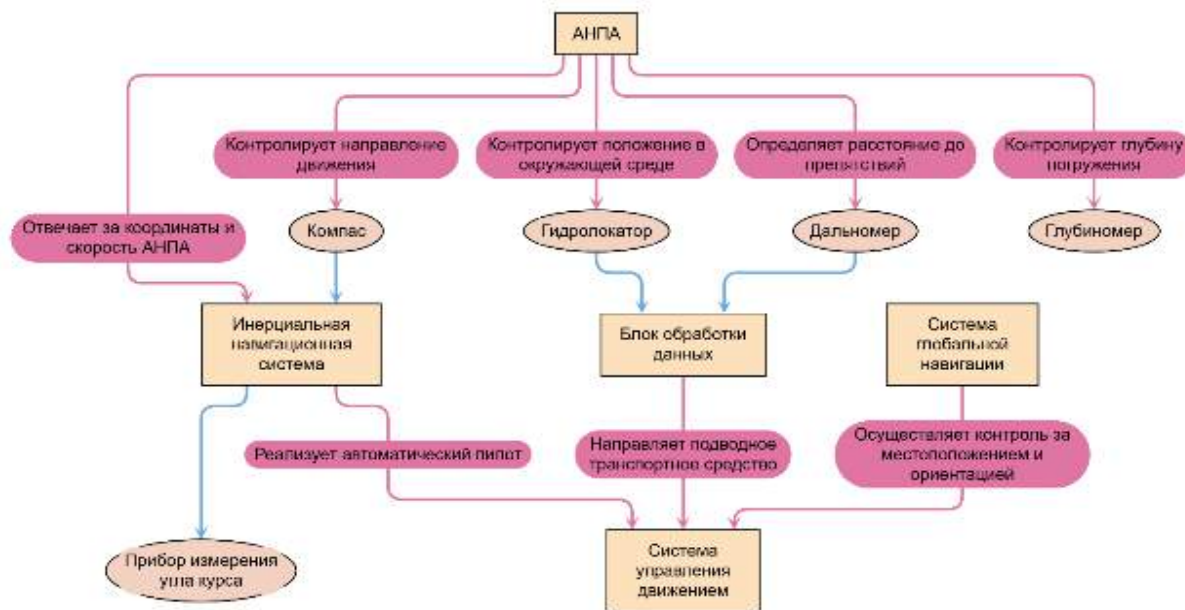 АНПА
Контролирует направление
движения
Контролирует положение в
окружающей среде
Определяет расстояние до
препятствий
Контролирует глубину
погружения
Отвечает за координаты и
скорость АНПА
Компас
Гидролокатор
Дальномер
Глубиномер
Инерциальная
навигационная
система
Блок обработки
данных
Система
глобальной
навигации
Реализует автоматический пилот
Направляет подводное
транспортное средство
Осуществляет контроль за
местоположением и
ориентацией
Прибор измерения
угла курса
Система
управления
движением